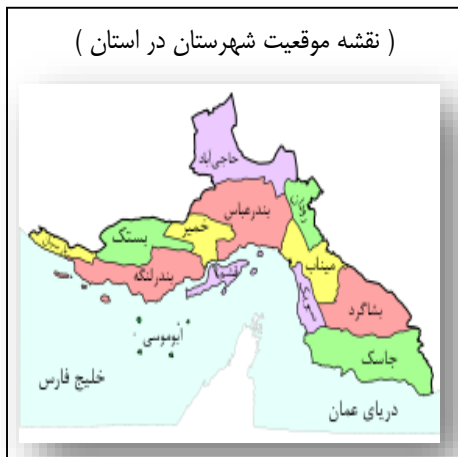 ( نقشه موقعیت شهرستان در استان )
حاجی‌آباد
بندرعباس
خمیر
بستک
میناب
بندرلنگه
بشاگرد
ابوموسی
جاسک
خلیج فارس
دریای عمان